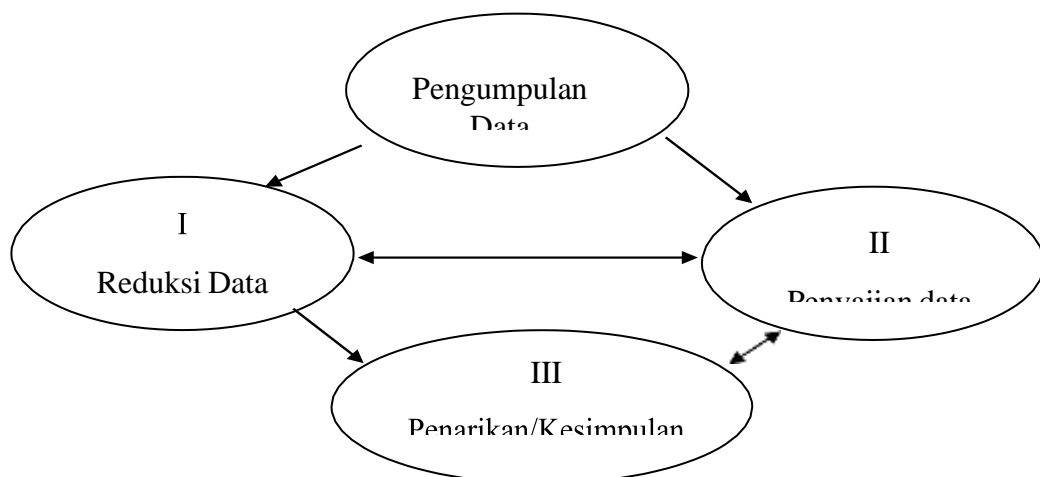 Pengumpulan
Data
I
Reduksi Data
II
Penyajian data
III
Penarikan/Kesimpulan